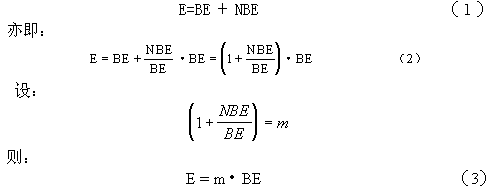 E=BE + NBE （1）
亦即：
E = BE + NBE/BE · BE = (1 + NBE/BE) · BE （2）
设：
(1 + NBE/BE) = m
则：
E = m · BE （3）